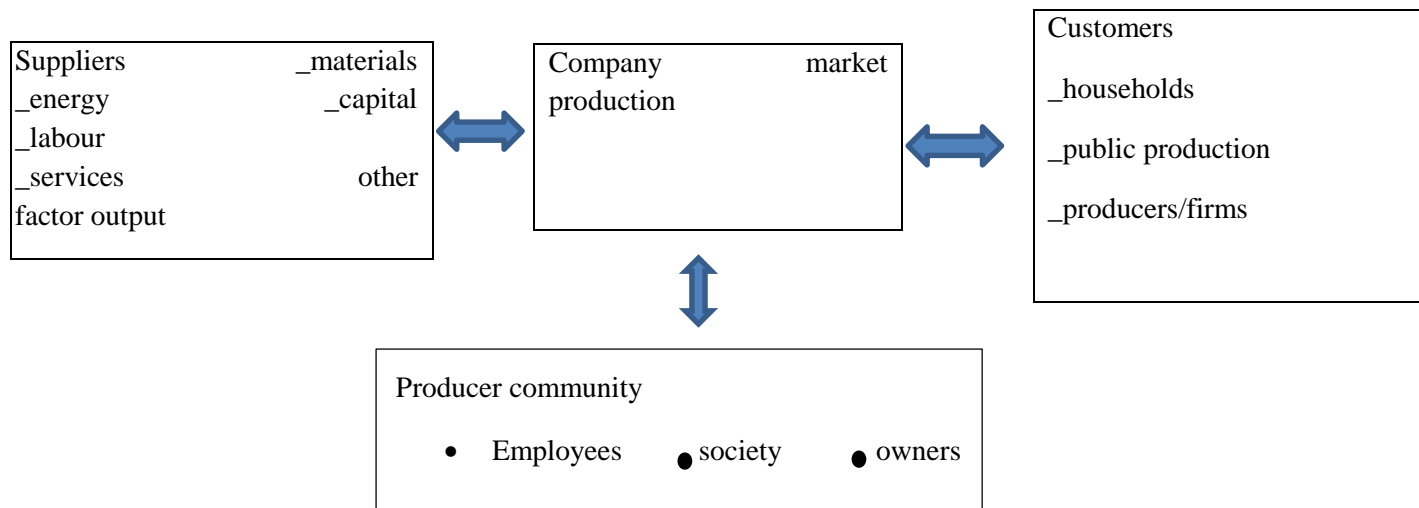 Suppliers _materials
_energy _capital
_labour
_services other
factor output
Company market
production
Customers
_households
_public production
_producers/firms
Producer community
• Employees ● society ● owners